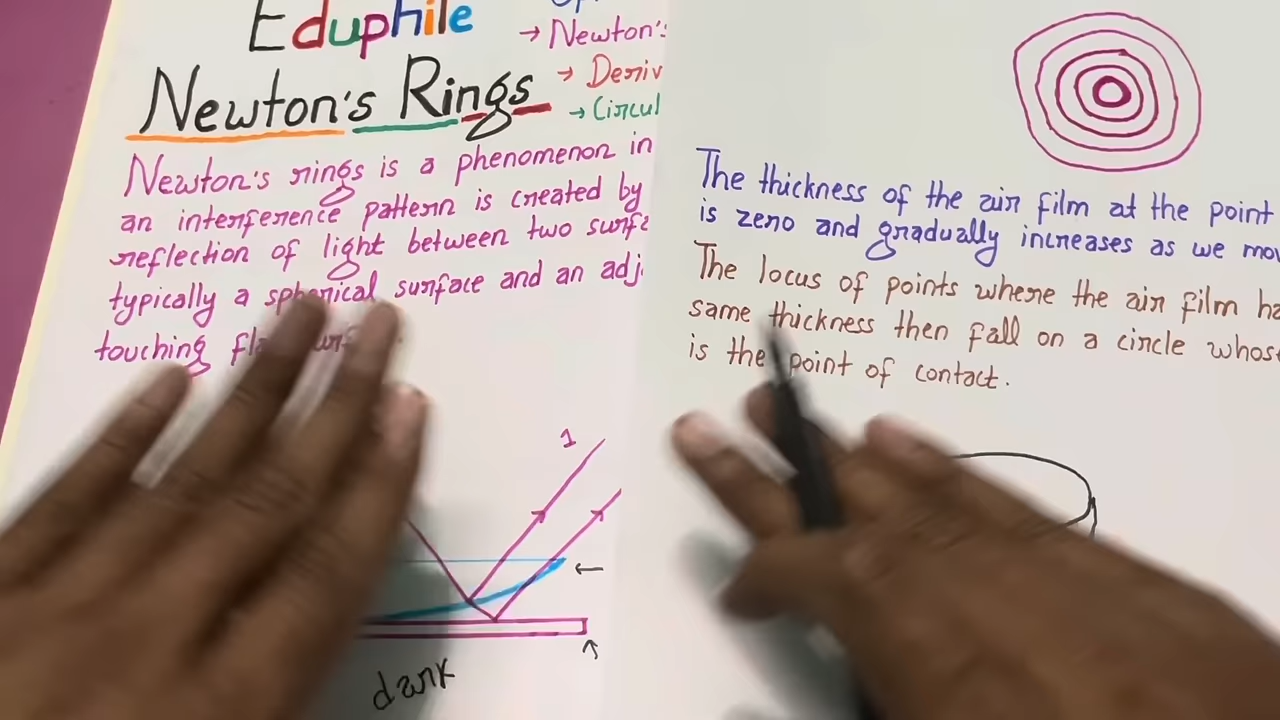 Eduphile
Newton's Rings
→ Newton's
→ Deriv
→ Circul
Newton's rings is a phenomenon in
an interference pattern is created by
reflection of light between two surfa
typically a spherical surface and an adj
touching
1
dark
The thickness of the air film at the point
is zero and gradually increases as we mov
The locus of points where the air film ha
same thickness then fall on a circle whose
is the point of contact.